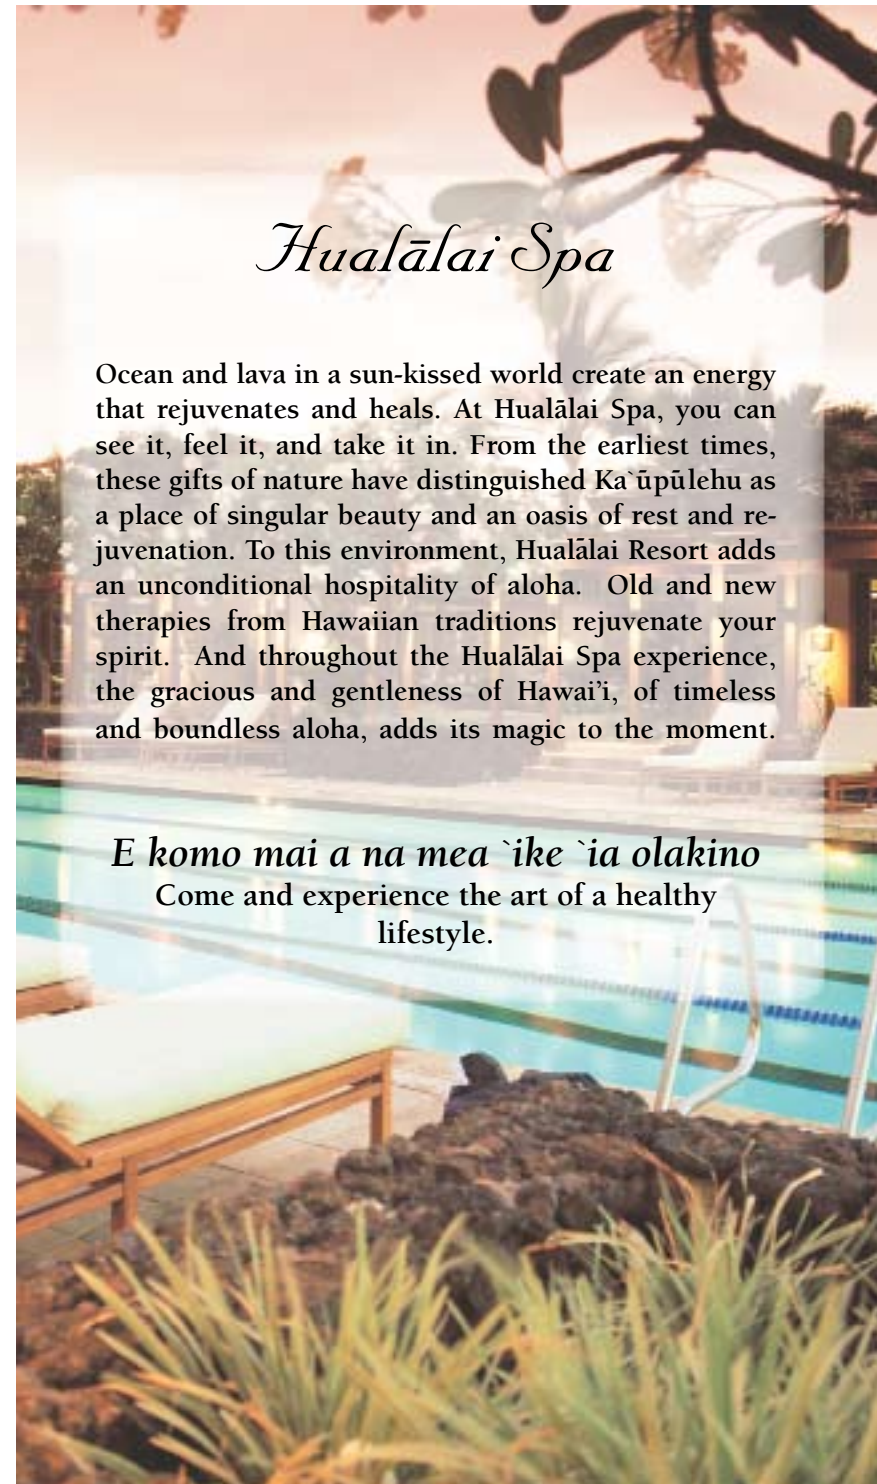 Hualālai Spa
Ocean and lava in a sun-kissed world create an energy
that rejuvenates and heals. At Hualālai Spa, you can
see it, feel it, and take it in. From the earliest times,
these gifts of nature have distinguished Ka`ūpūlehu as
a place of singular beauty and an oasis of rest and re-
juvenation. To this environment, Hualālai Resort adds
an unconditional hospitality of aloha.  Old and new
therapies from Hawaiian traditions rejuvenate your
spirit.  And throughout the Hualālai Spa experience,
the gracious and gentleness of Hawai’i, of timeless
and boundless aloha, adds its magic to the moment.
E komo mai a na mea `ike `ia olakino
Come and experience the art of a healthy
lifestyle.